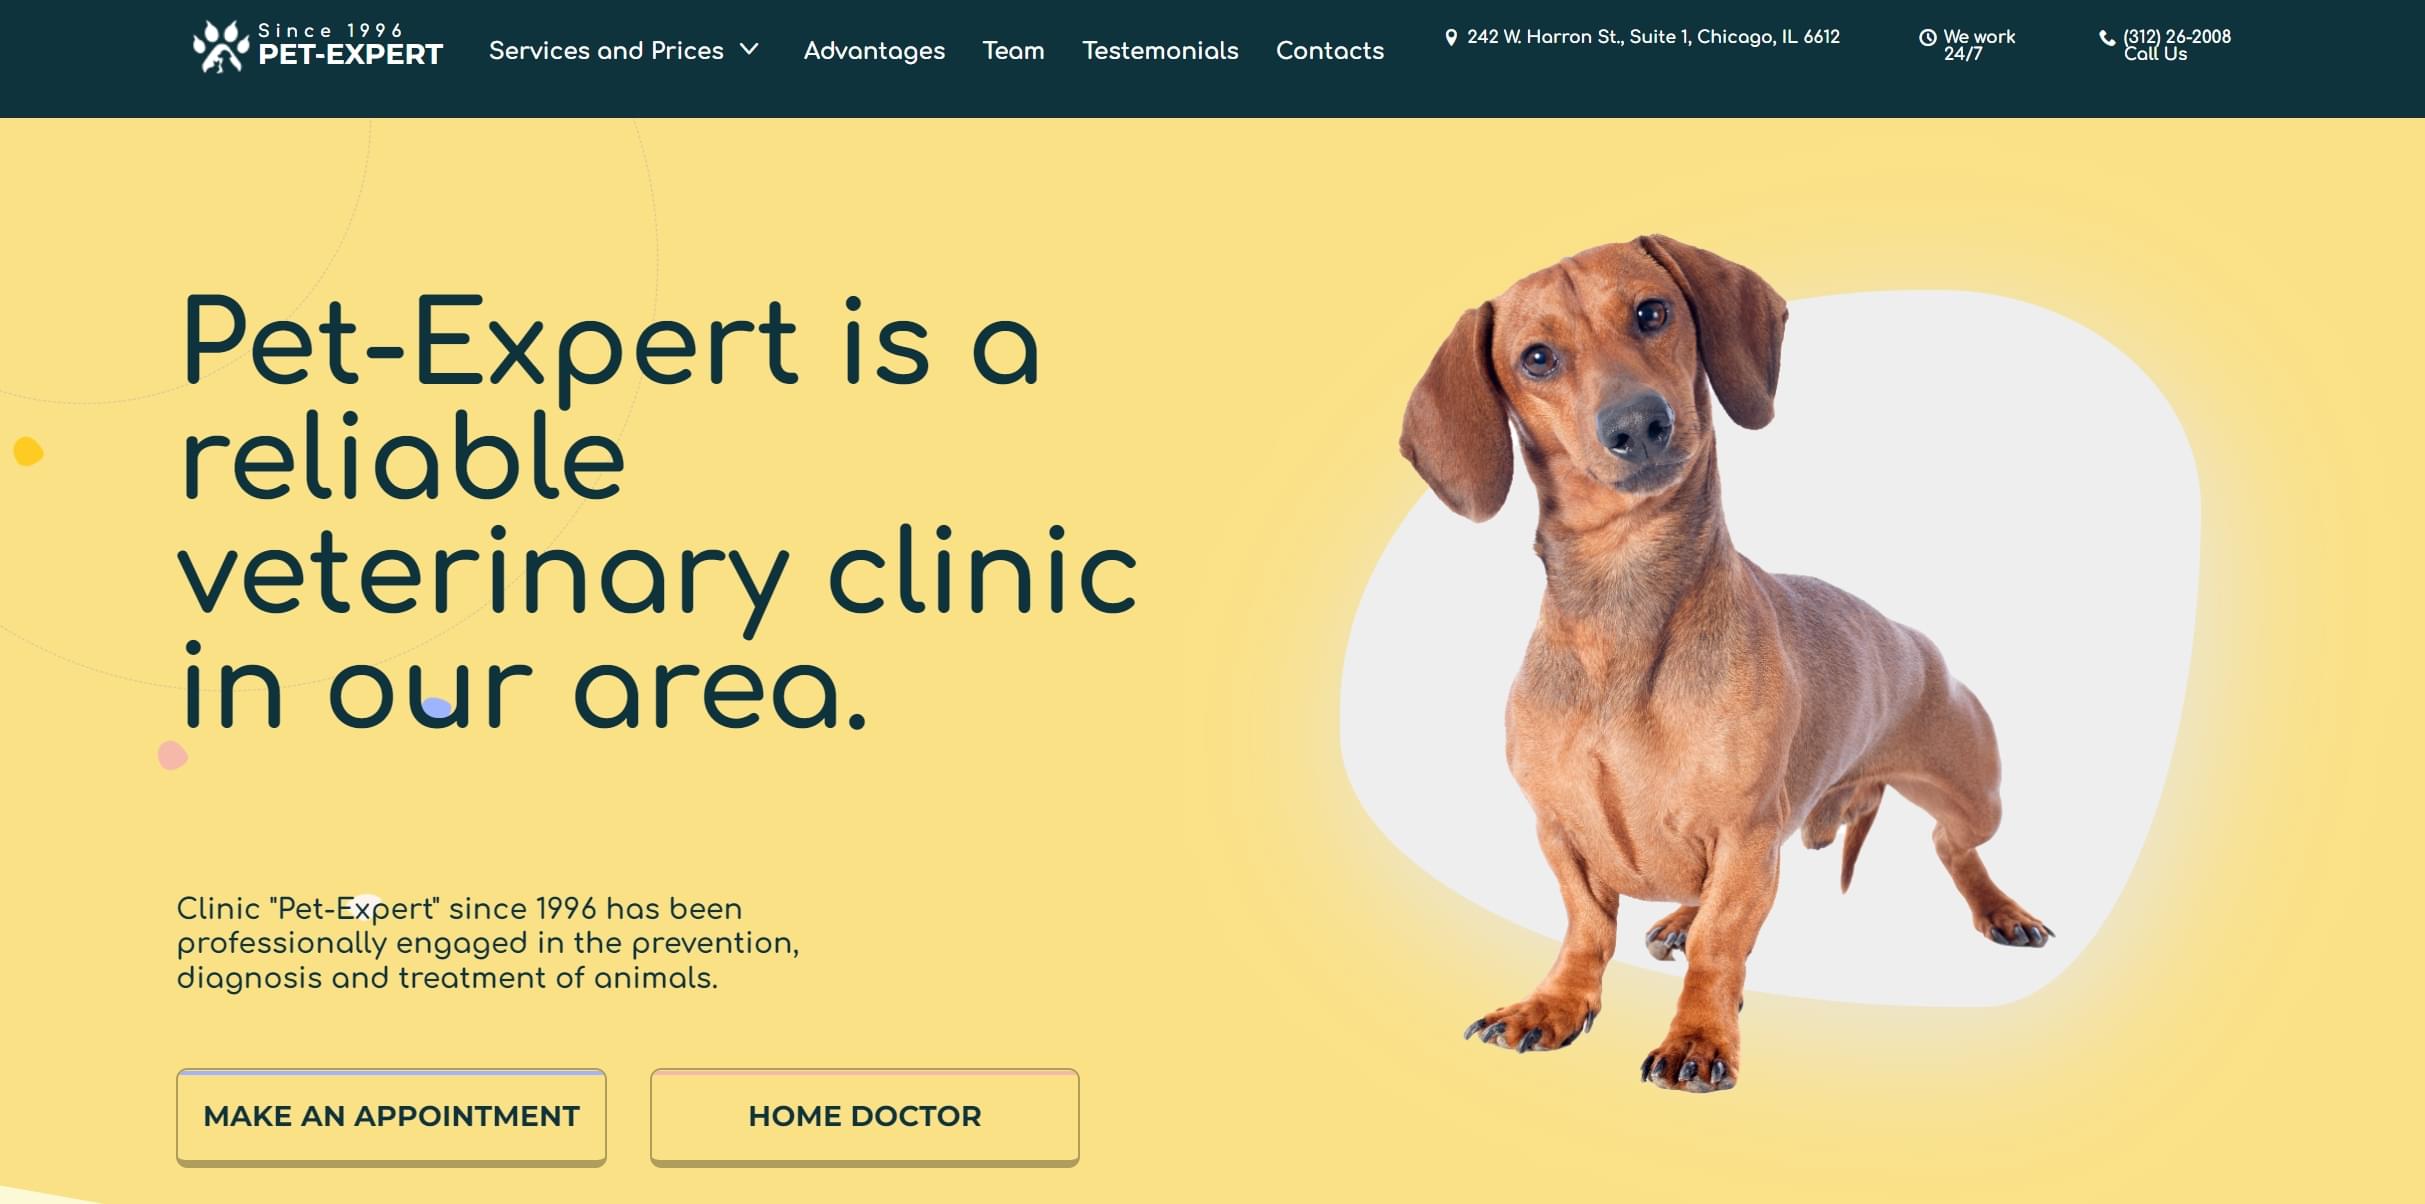 Since 1996
PET-EXPERT
Services and Prices
Advantages
Team
Testemonials
Contacts
242 W. Harron St., Suite 1, Chicago, IL 6612
We work
24/7
(312) 26-2008
Call Us
Pet-Expert is a
reliable
veterinary clinic
in our area.
Clinic "Pet-Expert" since 1996 has been
professionally engaged in the prevention,
diagnosis and treatment of animals.
MAKE AN APPOINTMENT
HOME DOCTOR